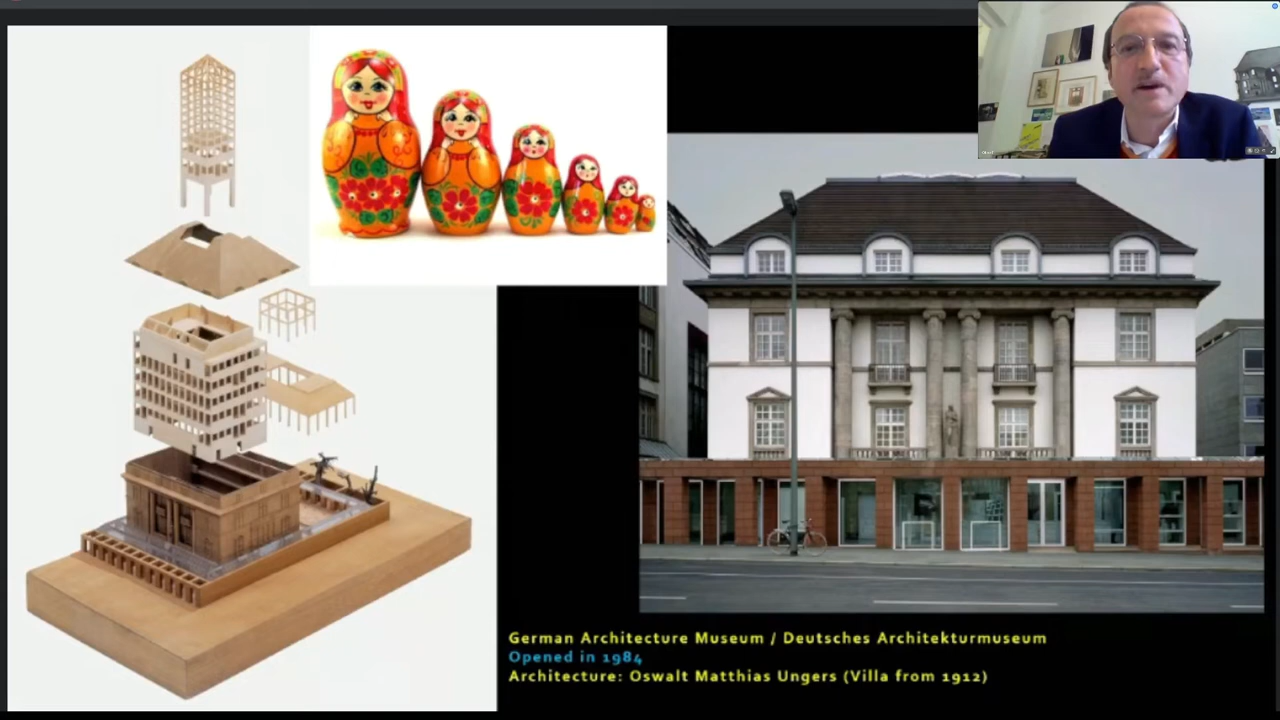 German Architecture Museum / Deutsches Architekturmuseum
Opened in 1984
Architecture: Oswalt Matthias Ungers (Villa from 1912)